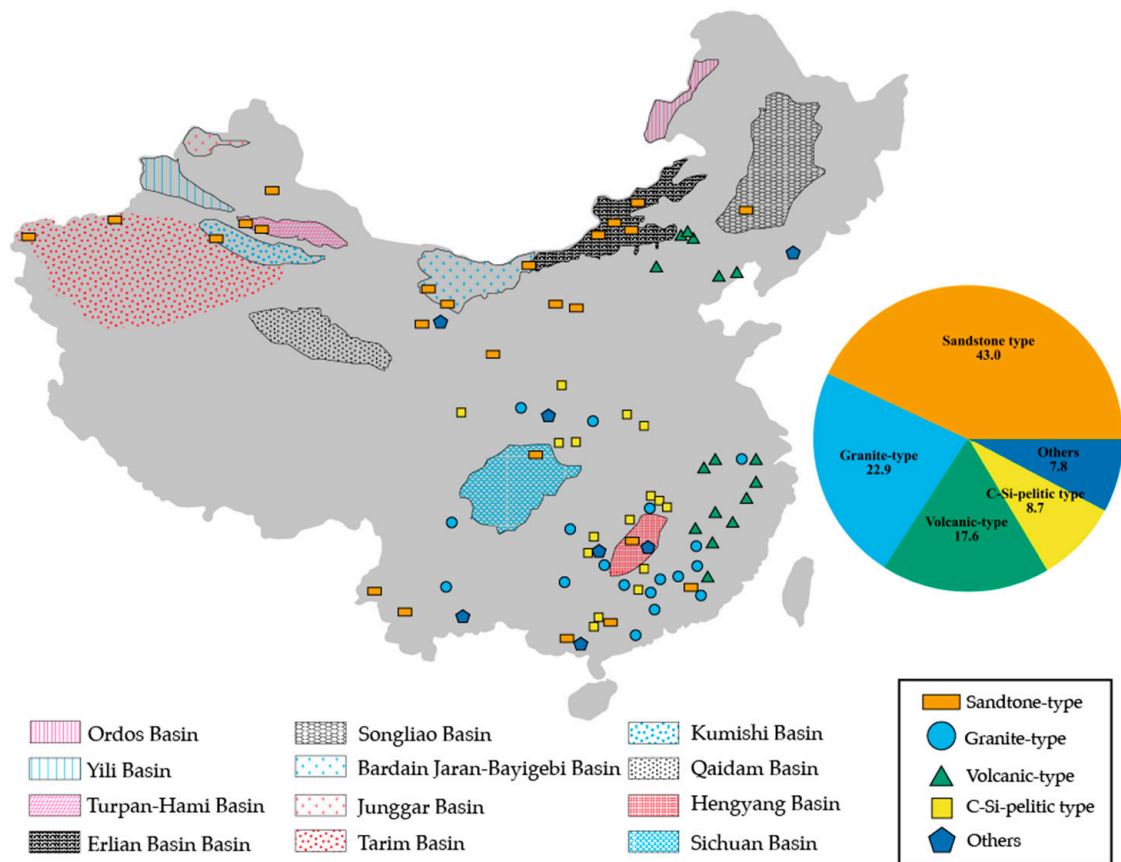 Sandstone type
43.0
Granite-type
22.9
Others
7.8
C-Si-pelitic type
8.7
Volcanic-type
17.6
Ordos Basin
Yili Basin
Turpan-Hami Basin
Erlian Basin Basin
Songliao Basin
Bardain Jaran-Bayigebi Basin
Junggar Basin
Tarim Basin
Kumishi Basin
Qaidam Basin
Hengyang Basin
Sichuan Basin
Sandtone-type
Granite-type
Volcanic-type
C-Si-pelitic type
Others